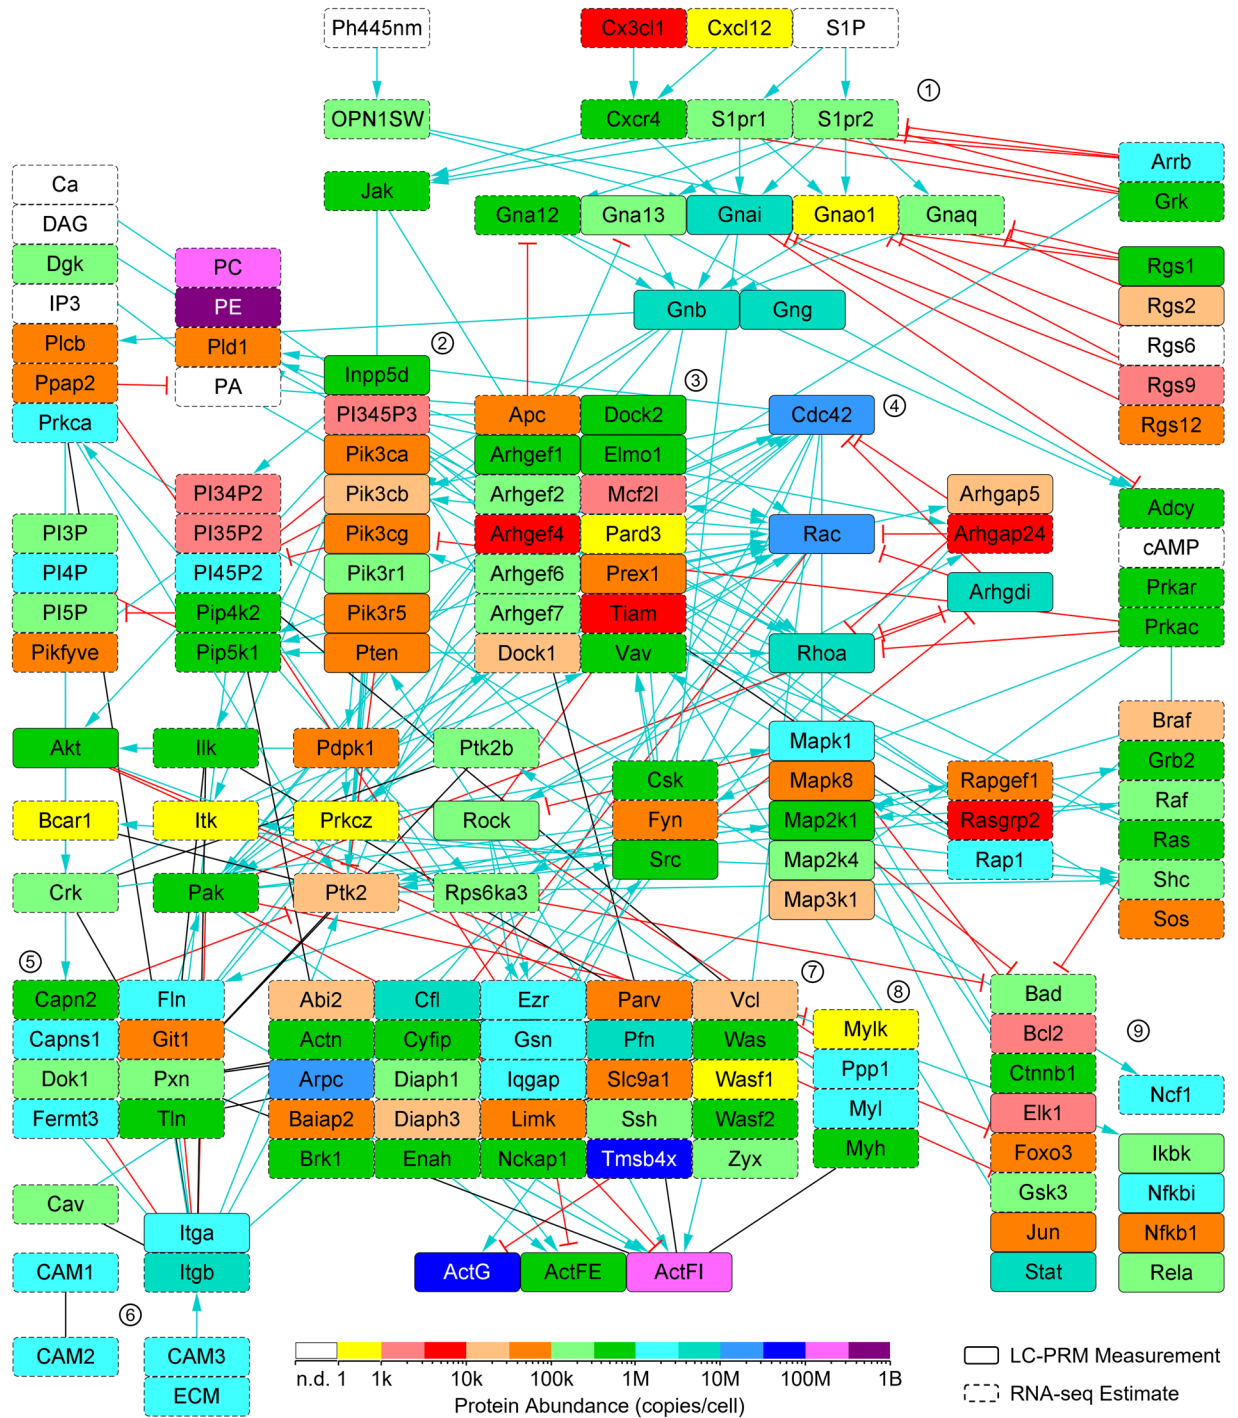 Ph445nm
Cx3cl1 Cxcl12 S1P
OPN1SW Cxcr4 S1pr1 S1pr2 ①
Arrb
Grk
Jak
Gna12 Gna13 Gnai Gnao1 Gnaq
Ca
DAG
Dgk
IP3
Plcb
Ppap2
Prkca
PC
PE
Pld1
PA
Gnb Gng
Rgs1
Rgs2
Rgs6
Rgs9
Rgs12
②
Inpp5d
PI345P3
Pik3ca
Pik3cb
Pik3cg
Pik3r1
Pik3r5
Pten
③
Apc Dock2
Arhgef1 Elmo1
Arhgef2 Mcf2l
Arhgef4 Pard3
Arhgef6 Prex1
Arhgef7 Tiam
Dock1 Vav
Cdc42 ④
Rac
Rhoa
Arhgap5
Arhgap24
Arhgdi
Adcy
cAMP
Prkar
Prkac
PI34P2
PI35P2
PI45P2
Pip4k2
Pip5k1
PI3P
PI4P
PI5P
Pikfyve
Akt Ilk Pdpk1 Ptk2b
Bcar1 Itk Prkcz Rock
Crk Pak Ptk2 Rps6ka3
Csk
Fyn
Src
Mapk1
Mapk8
Map2k1
Map2k4
Map3k1
Rapgef1
Rasgrp2
Rap1
Braf
Grb2
Raf
Ras
Shc
Sos
⑤
Capn2 Fln
Capns1 Git1
Dok1 Pxn
Fermt3 Tln
Abi2 Cfl Ezr Parv Vcl
Actn Cyfip Gsn Pfn Was
Arpc Diaph1 Iqgap Slc9a1 Wasf1
Baiap2 Diaph3 Limk Ssh Wasf2
Brk1 Enah Nckap1 Tmsb4x Zyx
⑦
⑧
Mylk
Ppp1
Myl
Myh
Bad
Bcl2
Ctnnb1
Elk1
Foxo3
Gsk3
Jun
Stat
⑨
Ncf1
Ikbk
Nfkbi
Nfkb1
Rela
Cav
Itga
Itgb
CAM1
⑥
CAM2 CAM3
ECM
ActG ActFE ActFI
n.d. 1 1k 10k 100k 1M 10M 100M 1B
Protein Abundance (copies/cell)
LC-PRM Measurement
RNA-seq Estimate